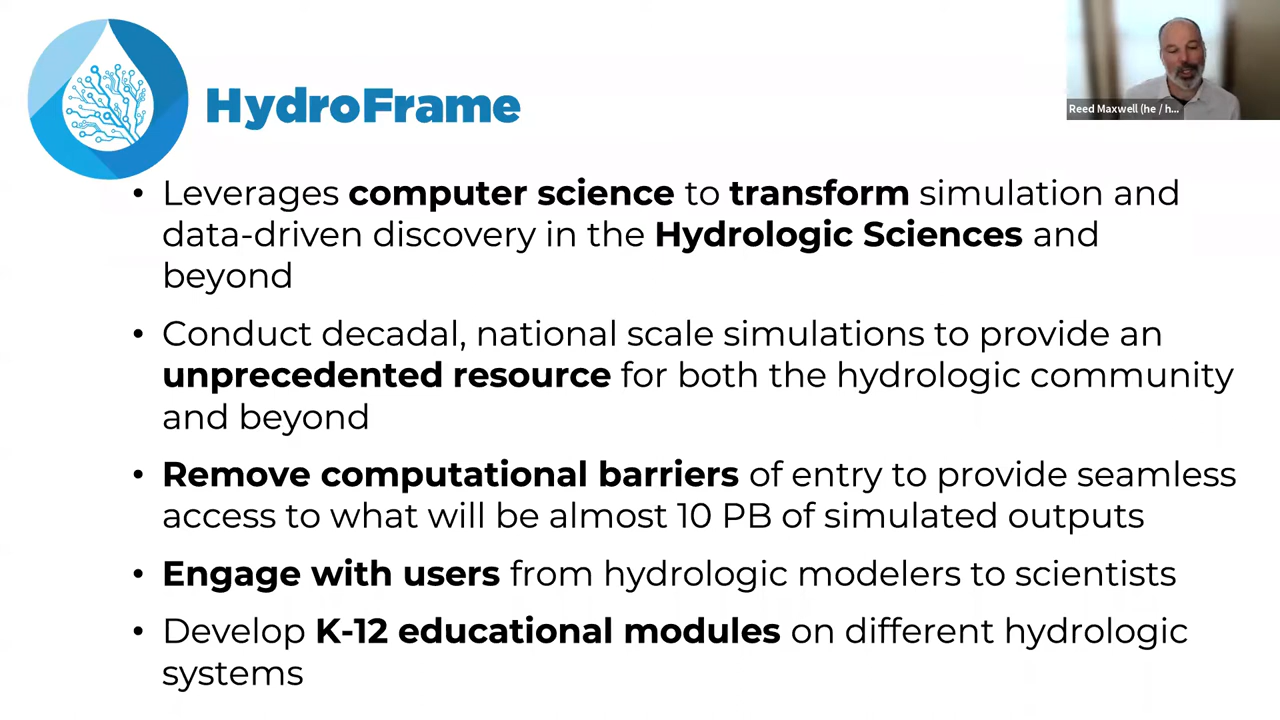 HydroFrame
Reed Maxwell (he / h...
• Leverages computer science to transform simulation and
data-driven discovery in the Hydrologic Sciences and
beyond
• Conduct decadal, national scale simulations to provide an
unprecedented resource for both the hydrologic community
and beyond
• Remove computational barriers of entry to provide seamless
access to what will be almost 10 PB of simulated outputs
• Engage with users from hydrologic modelers to scientists
• Develop K-12 educational modules on different hydrologic
systems